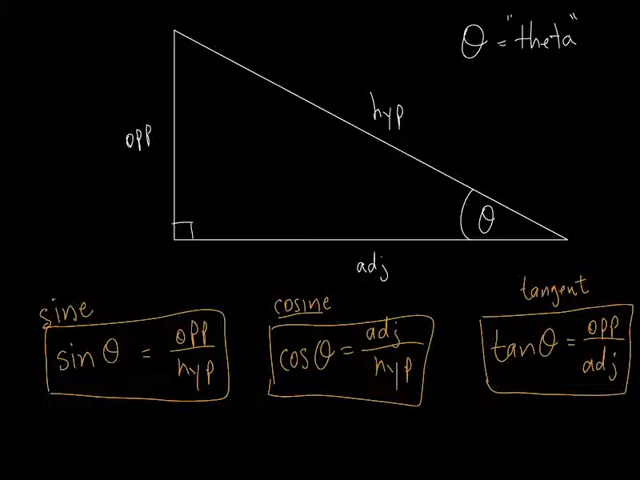 θ = "theta"
hyp
opp
θ
adj
sine
sin θ = opp/hyp
cosine
cos θ = adj/hyp
tangent
tan θ = opp/adj